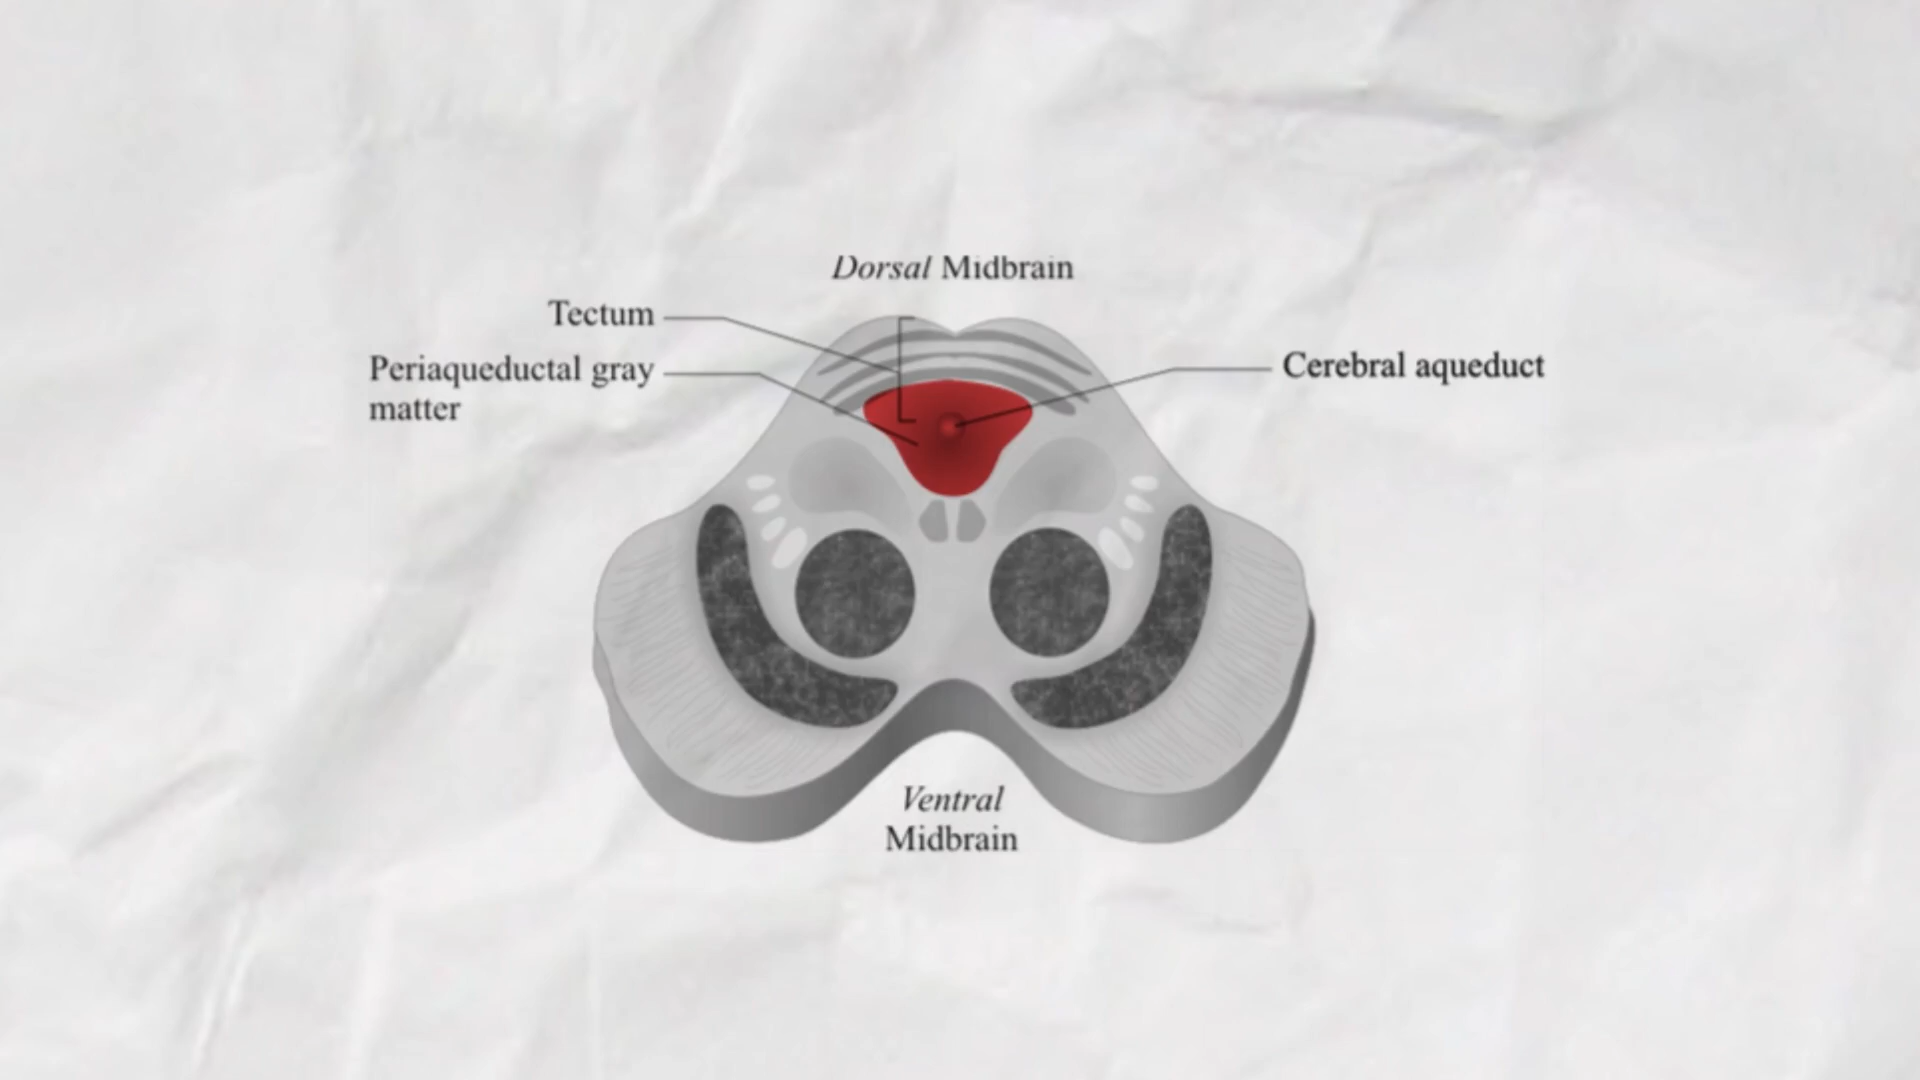 Dorsal Midbrain
Tectum
Periaqueductal gray
matter
Cerebral aqueduct
Ventral
Midbrain